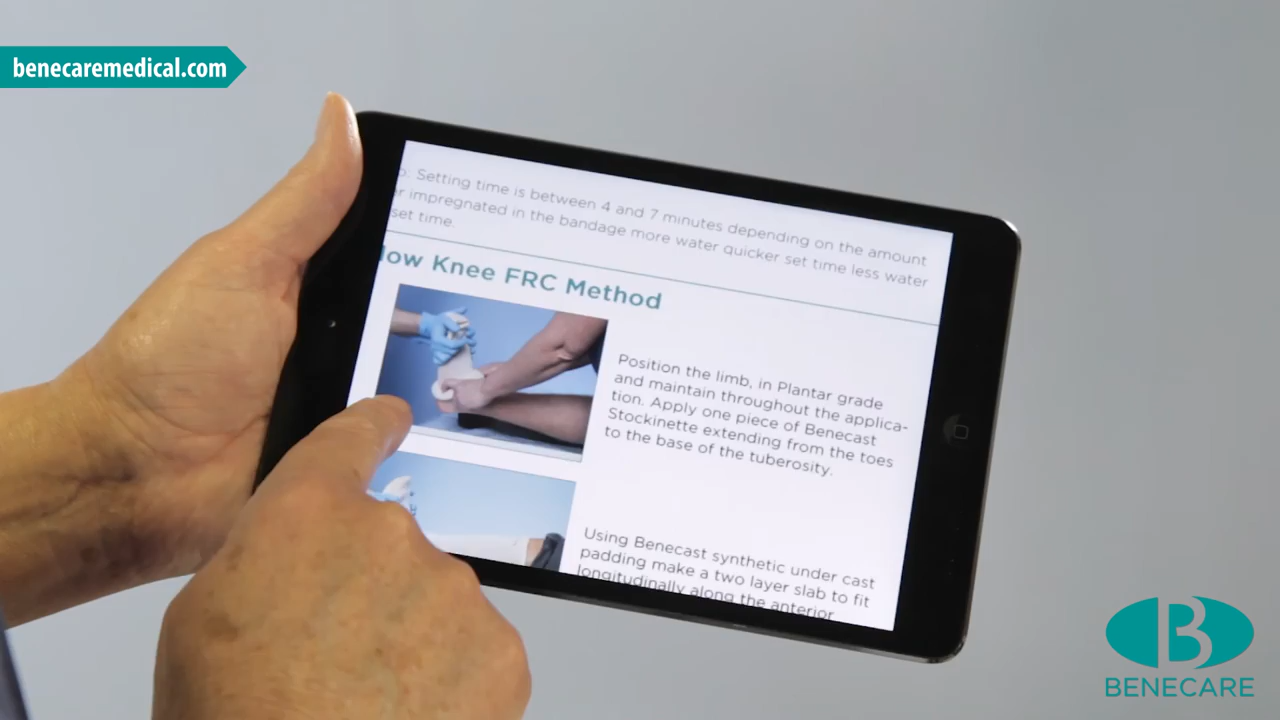 benecaremedical.com
: Setting time is between 4 and 7 minutes depending on the amount
r impregnated in the bandage more water quicker set time less water
set time.
low Knee FRC Method
Position the limb, in Plantar grade
and maintain throughout the applica-
tion. Apply one piece of Benecast
Stockinette extending from the toes
to the base of the tuberosity.
Using Benecast synthetic under cast
padding make a two layer slab to fit
longitudinally along the anterior
B
BENECARE